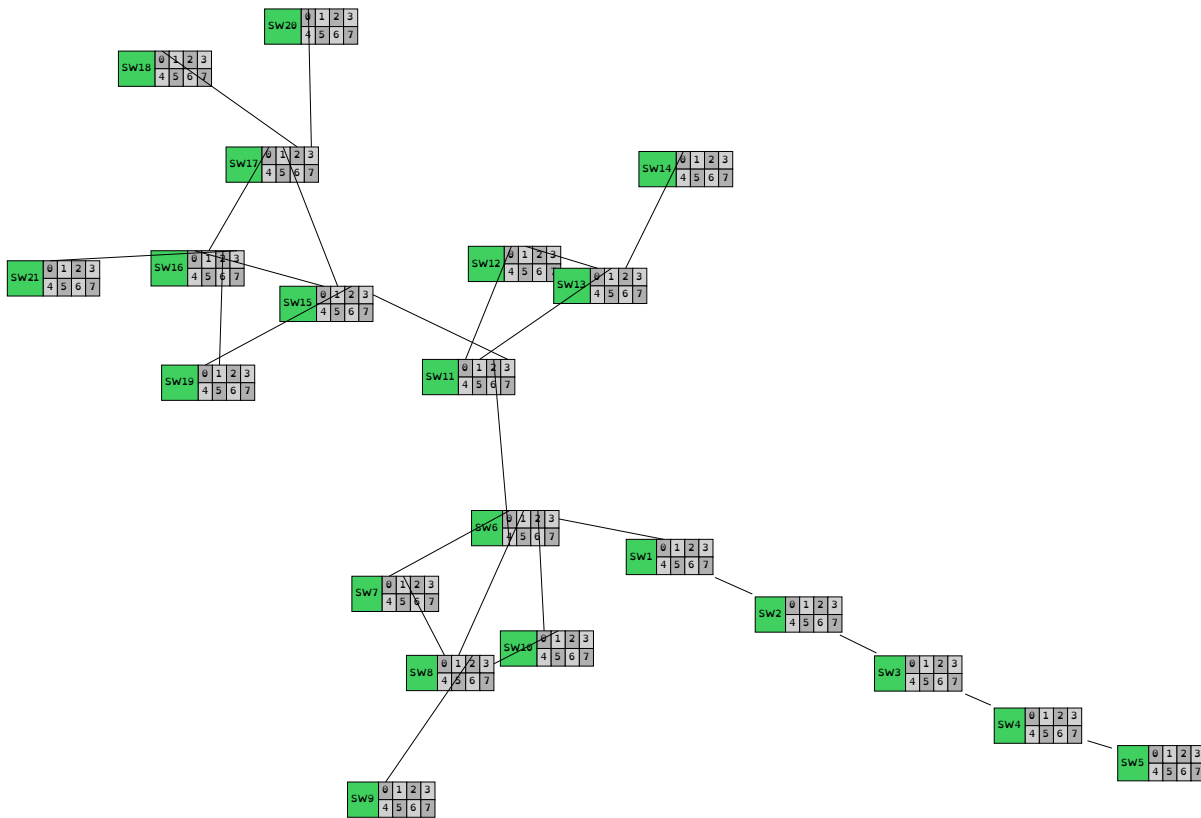 SW20 0 1 2 3
4 5 6 7
SW18 0 1 2 3
4 5 6 7
SW17 0 1 2 3
4 5 6 7
SW14 0 1 2 3
4 5 6 7
SW12 0 1 2 3
4 5 6 7
SW16 0 1 2 3
4 5 6 7
SW21 0 1 2 3
4 5 6 7
SW13 0 1 2 3
4 5 6 7
SW15 0 1 2 3
4 5 6 7
SW11 0 1 2 3
4 5 6 7
SW19 0 1 2 3
4 5 6 7
SW6 0 1 2 3
4 5 6 7
SW1 0 1 2 3
4 5 6 7
SW7 0 1 2 3
4 5 6 7
SW2 0 1 2 3
4 5 6 7
SW10 0 1 2 3
4 5 6 7
SW8 0 1 2 3
4 5 6 7
SW3 0 1 2 3
4 5 6 7
SW4 0 1 2 3
4 5 6 7
SW5 0 1 2 3
4 5 6 7
SW9 0 1 2 3
4 5 6 7